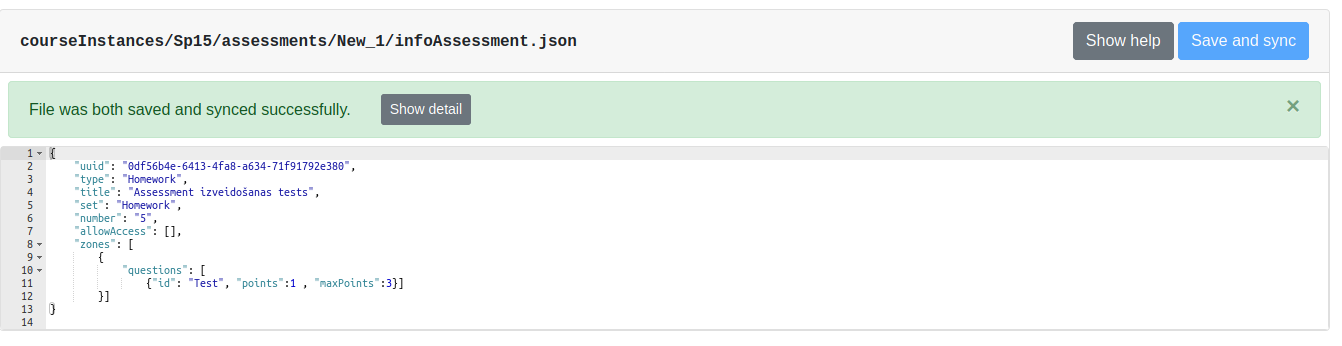 courseInstances/Sp15/assessments/New_1/infoAssessment.json
Show help
Save and sync
File was both saved and synced successfully.
Show detail
×
1 {
2 "uuid": "0df56b4e-6413-4fa8-a634-71f91792e380",
3 "type": "Homework",
4 "title": "Assessment izveidošanas tests",
5 "set": "Homework",
6 "number": "5",
7 "allowAccess": [],
8 "zones": [
9 {
10 "questions": [
11 {"id": "Test", "points":1 , "maxPoints":3}]
12 }]
13 }
14